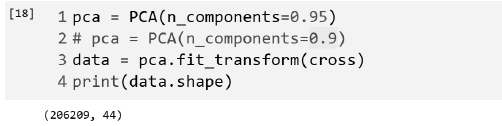 [18] 1 pca = PCA(n_components=0.95)
2 # pca = PCA(n_components=0.9)
3 data = pca.fit_transform(cross)
4 print(data.shape)
(206209, 44)